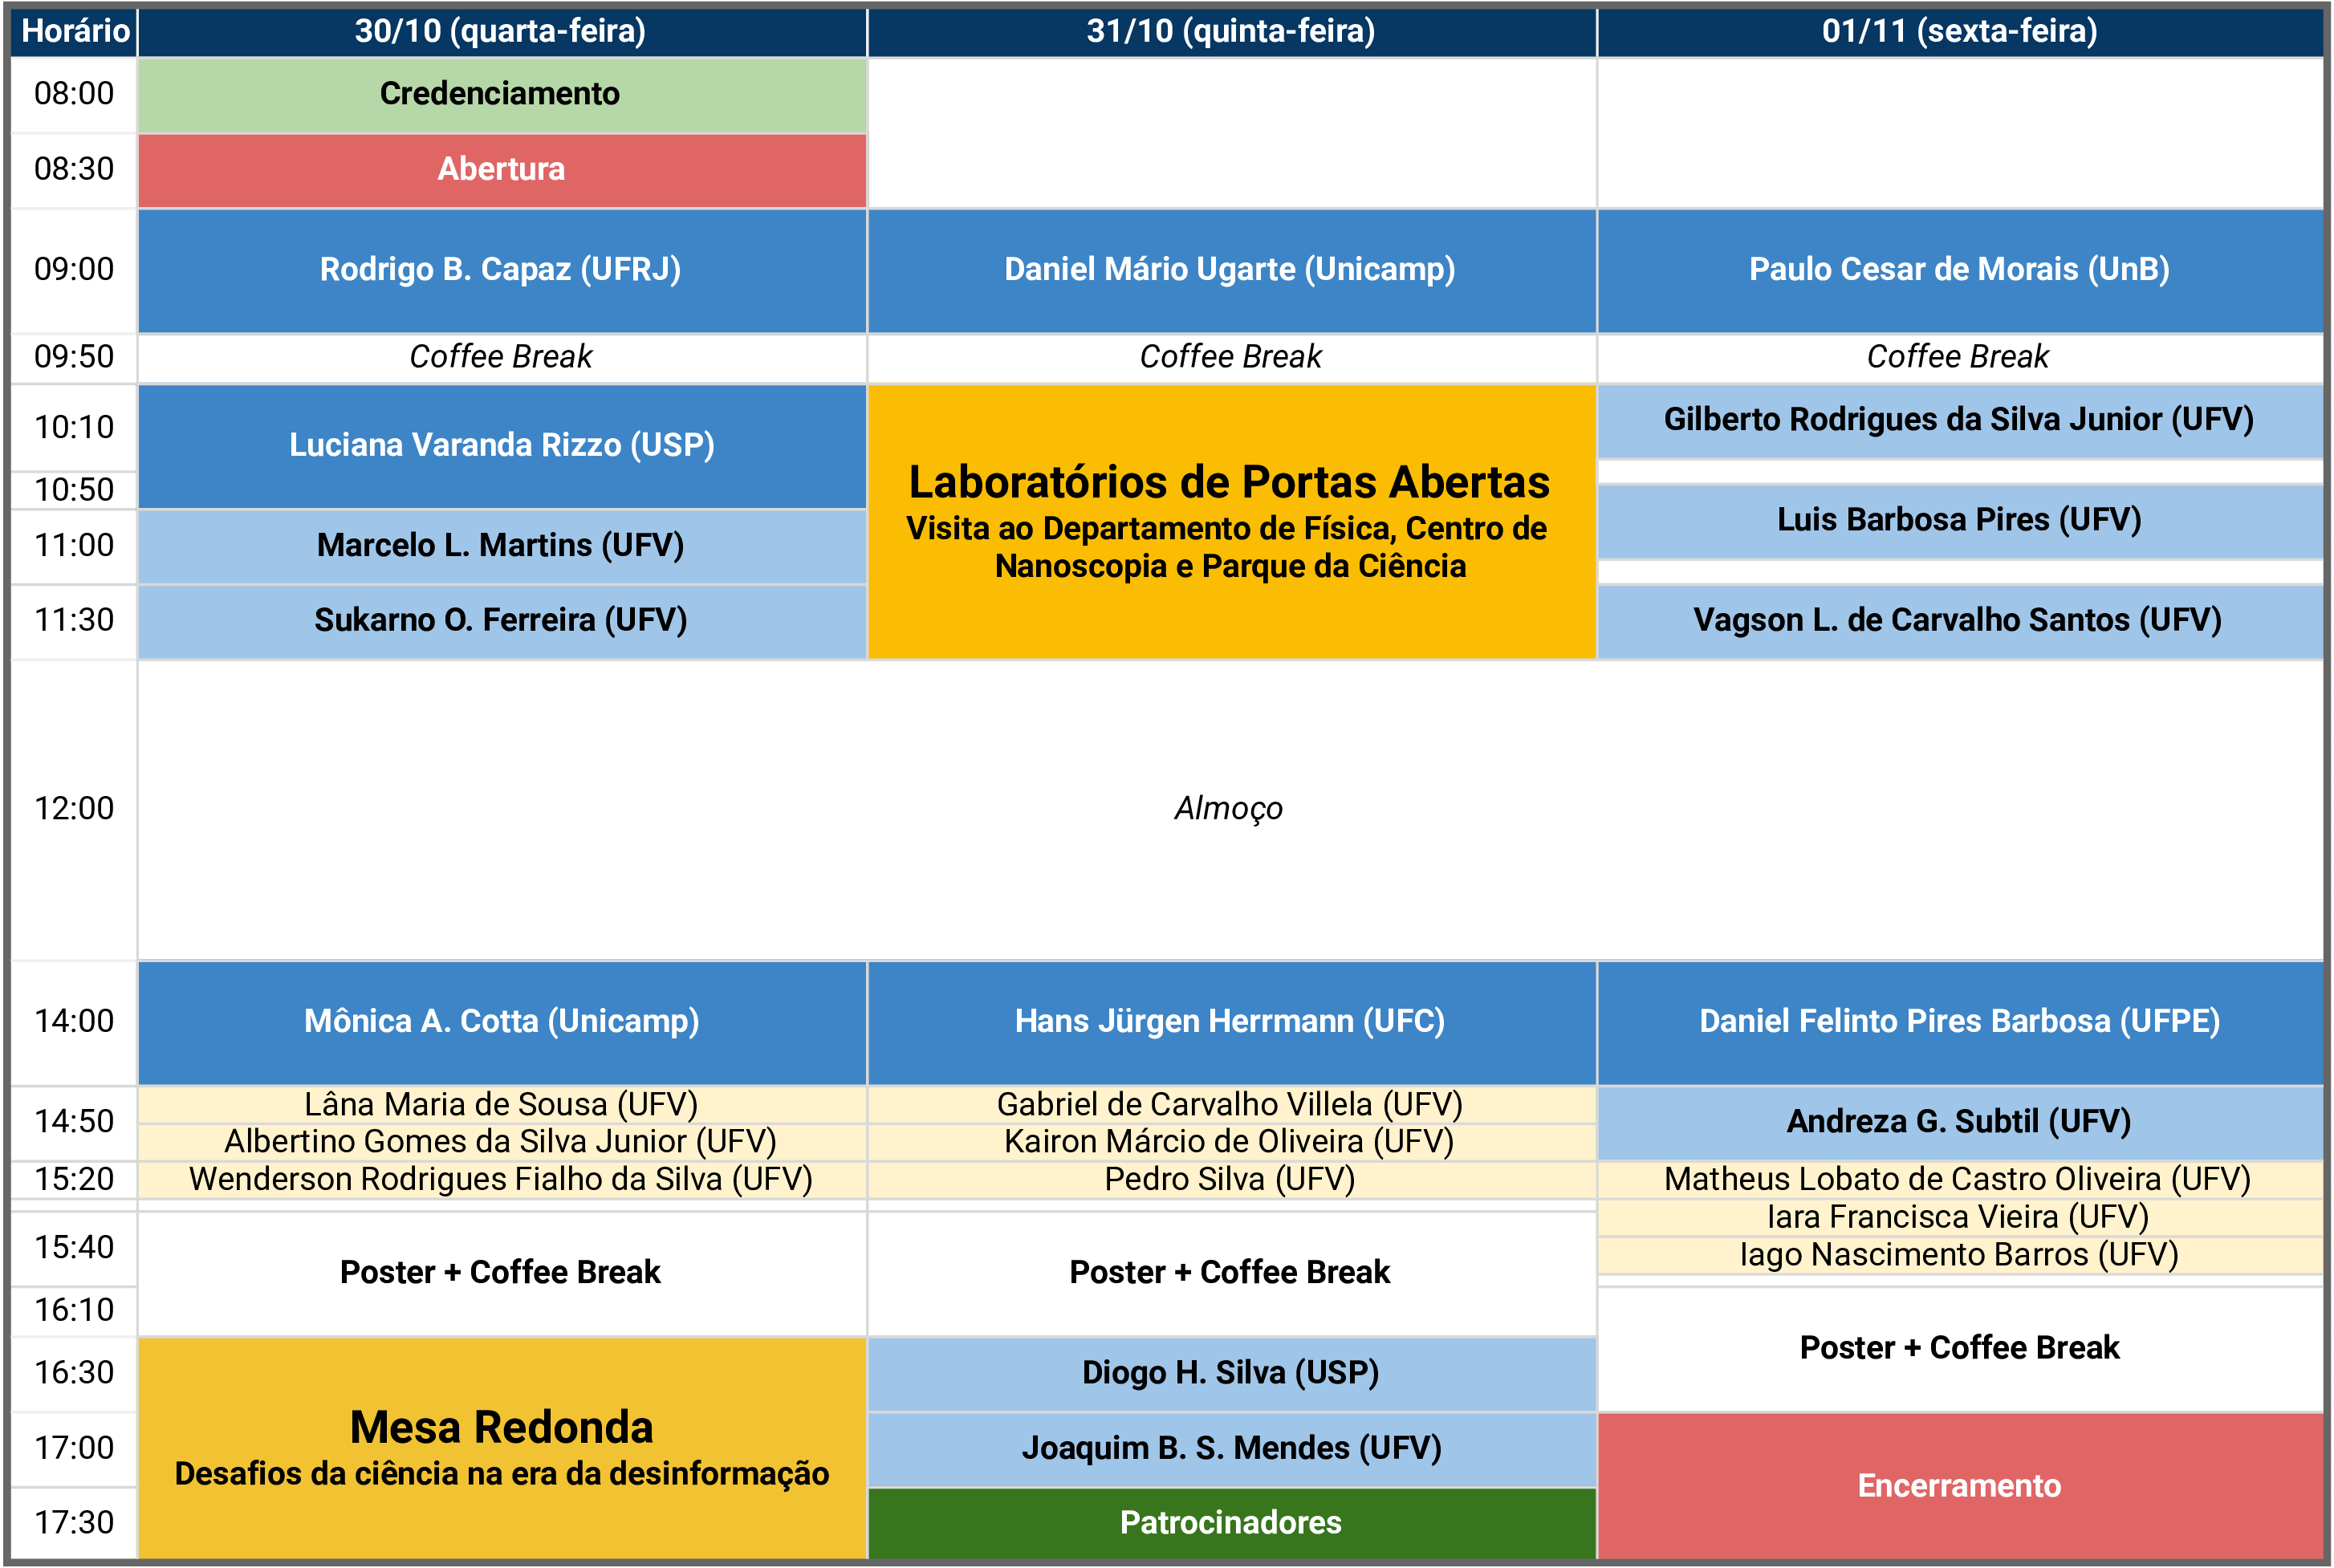 Horário 30/10 (quarta-feira) 31/10 (quinta-feira) 01/11 (sexta-feira)
08:00 Credenciamento
08:30 Abertura
09:00 Rodrigo B. Capaz (UFRJ) Daniel Mário Ugarte (Unicamp) Paulo Cesar de Morais (UnB)
09:50 Coffee Break Coffee Break Coffee Break
10:10 Luciana Varanda Rizzo (USP) Gilberto Rodrigues da Silva Junior (UFV)
Laboratórios de Portas Abertas
10:50
Visita ao Departamento de Física, Centro de
Nanoscopia e Parque da Ciência
Luis Barbosa Pires (UFV)
11:00 Marcelo L. Martins (UFV)
11:30 Sukarno O. Ferreira (UFV) Vagson L. de Carvalho Santos (UFV)
12:00 Almoço
14:00 Mônica A. Cotta (Unicamp) Hans Jürgen Herrmann (UFC) Daniel Felinto Pires Barbosa (UFPE)
Lâna Maria de Sousa (UFV) Gabriel de Carvalho Villela (UFV)
14:50 Andreza G. Subtil (UFV)
Albertino Gomes da Silva Junior (UFV) Kairon Márcio de Oliveira (UFV)
15:20 Wenderson Rodrigues Fialho da Silva (UFV) Pedro Silva (UFV) Matheus Lobato de Castro Oliveira (UFV)
Iara Francisca Vieira (UFV)
15:40 Iago Nascimento Barros (UFV)
Poster + Coffee Break Poster + Coffee Break
16:10
Poster + Coffee Break
16:30 Diogo H. Silva (USP)
Mesa Redonda
Desafios da ciência na era da desinformação
17:00 Joaquim B. S. Mendes (UFV)
Encerramento
17:30 Patrocinadores